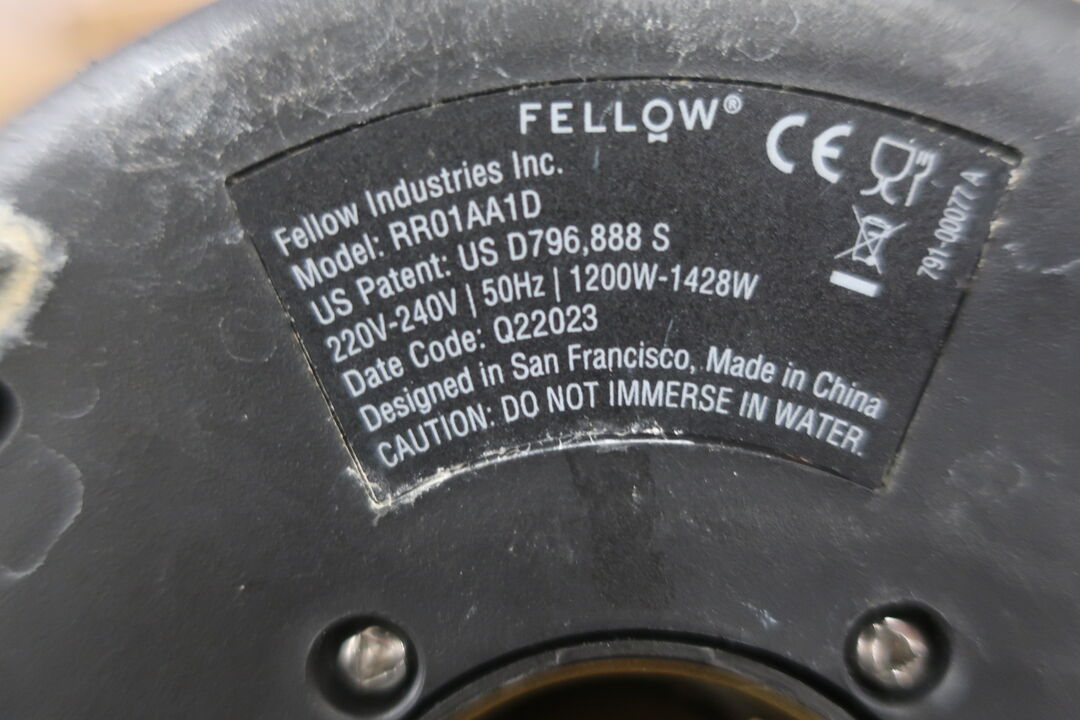 FELLOW®
CE
Fellow Industries Inc.
Model: RR01AA1D
US Patent: US D796,888 S
220V-240V | 50Hz | 1200W-1428W
Date Code: Q22023
Designed in San Francisco, Made in China
CAUTION: DO NOT IMMERSE IN WATER.
791-00077 A